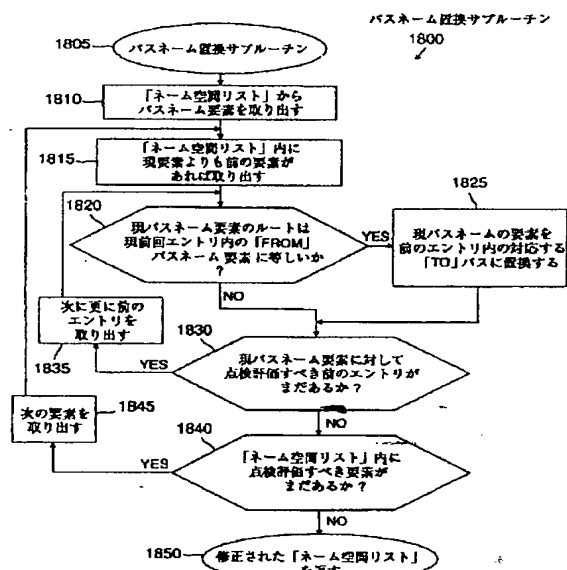 パスネーム置換サブルーチン
1800
1805
パスネーム置換サブルーチン
1810
「ネーム空間リスト」から
パスネーム要素を取り出す
1815
「ネーム空間リスト」内に
現要素よりも前の要素が
あれば取り出す
1820
現パスネーム要素のルートは
現前回エントリ内の「FROM」
パスネーム要素に等しいか
?
YES
NO
1825
現パスネームの要素を
前のエントリ内の対応する
「TO」パスに置換する
1830
現パスネーム要素に対して
点検評価すべき前のエントリが
まだあるか?
YES
NO
次に更に前の
エントリを
取り出す
1835
1840
「ネーム空間リスト」内に
点検評価すべき要素が
まだあるか?
YES
NO
1845
次の要素を
取り出す
1850
修正された「ネーム空間リスト」
を返す